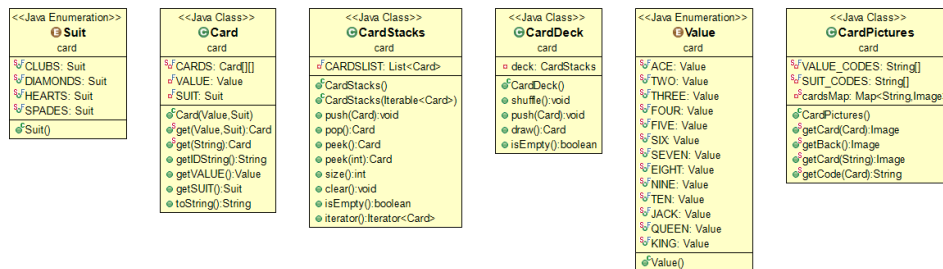 <<Java Enumeration>>
Suit
card
CLUBS: Suit
DIAMONDS: Suit
HEARTS: Suit
SPADES: Suit
Suit()
<<Java Class>>
Card
card
CARDS: Card[][]
VALUE: Value
SUIT: Suit
Card(Value,Suit)
get(Value,Suit):Card
get(String):Card
getIDString():String
getVALUE():Value
getSUIT():Suit
toString():String
<<Java Class>>
CardStacks
card
CARDSLIST: List<Card>
CardStacks()
CardStacks(Iterable<Card>)
push(Card):void
pop():Card
peek():Card
peek(int):Card
size():int
clear():void
isEmpty():boolean
iterator():Iterator<Card>
<<Java Class>>
CardDeck
card
deck: CardStacks
CardDeck()
shuffle():void
push(Card):void
draw():Card
isEmpty():boolean
<<Java Enumeration>>
Value
card
ACE: Value
TWO: Value
THREE: Value
FOUR: Value
FIVE: Value
SIX: Value
SEVEN: Value
EIGHT: Value
NINE: Value
TEN: Value
JACK: Value
QUEEN: Value
KING: Value
Value()
<<Java Class>>
CardPictures
card
VALUE_CODES: String[]
SUIT_CODES: String[]
cardsMap: Map<String,Image
CardPictures()
getCard(Card):Image
getBack():Image
getCard(String):Image
getCode(Card):String